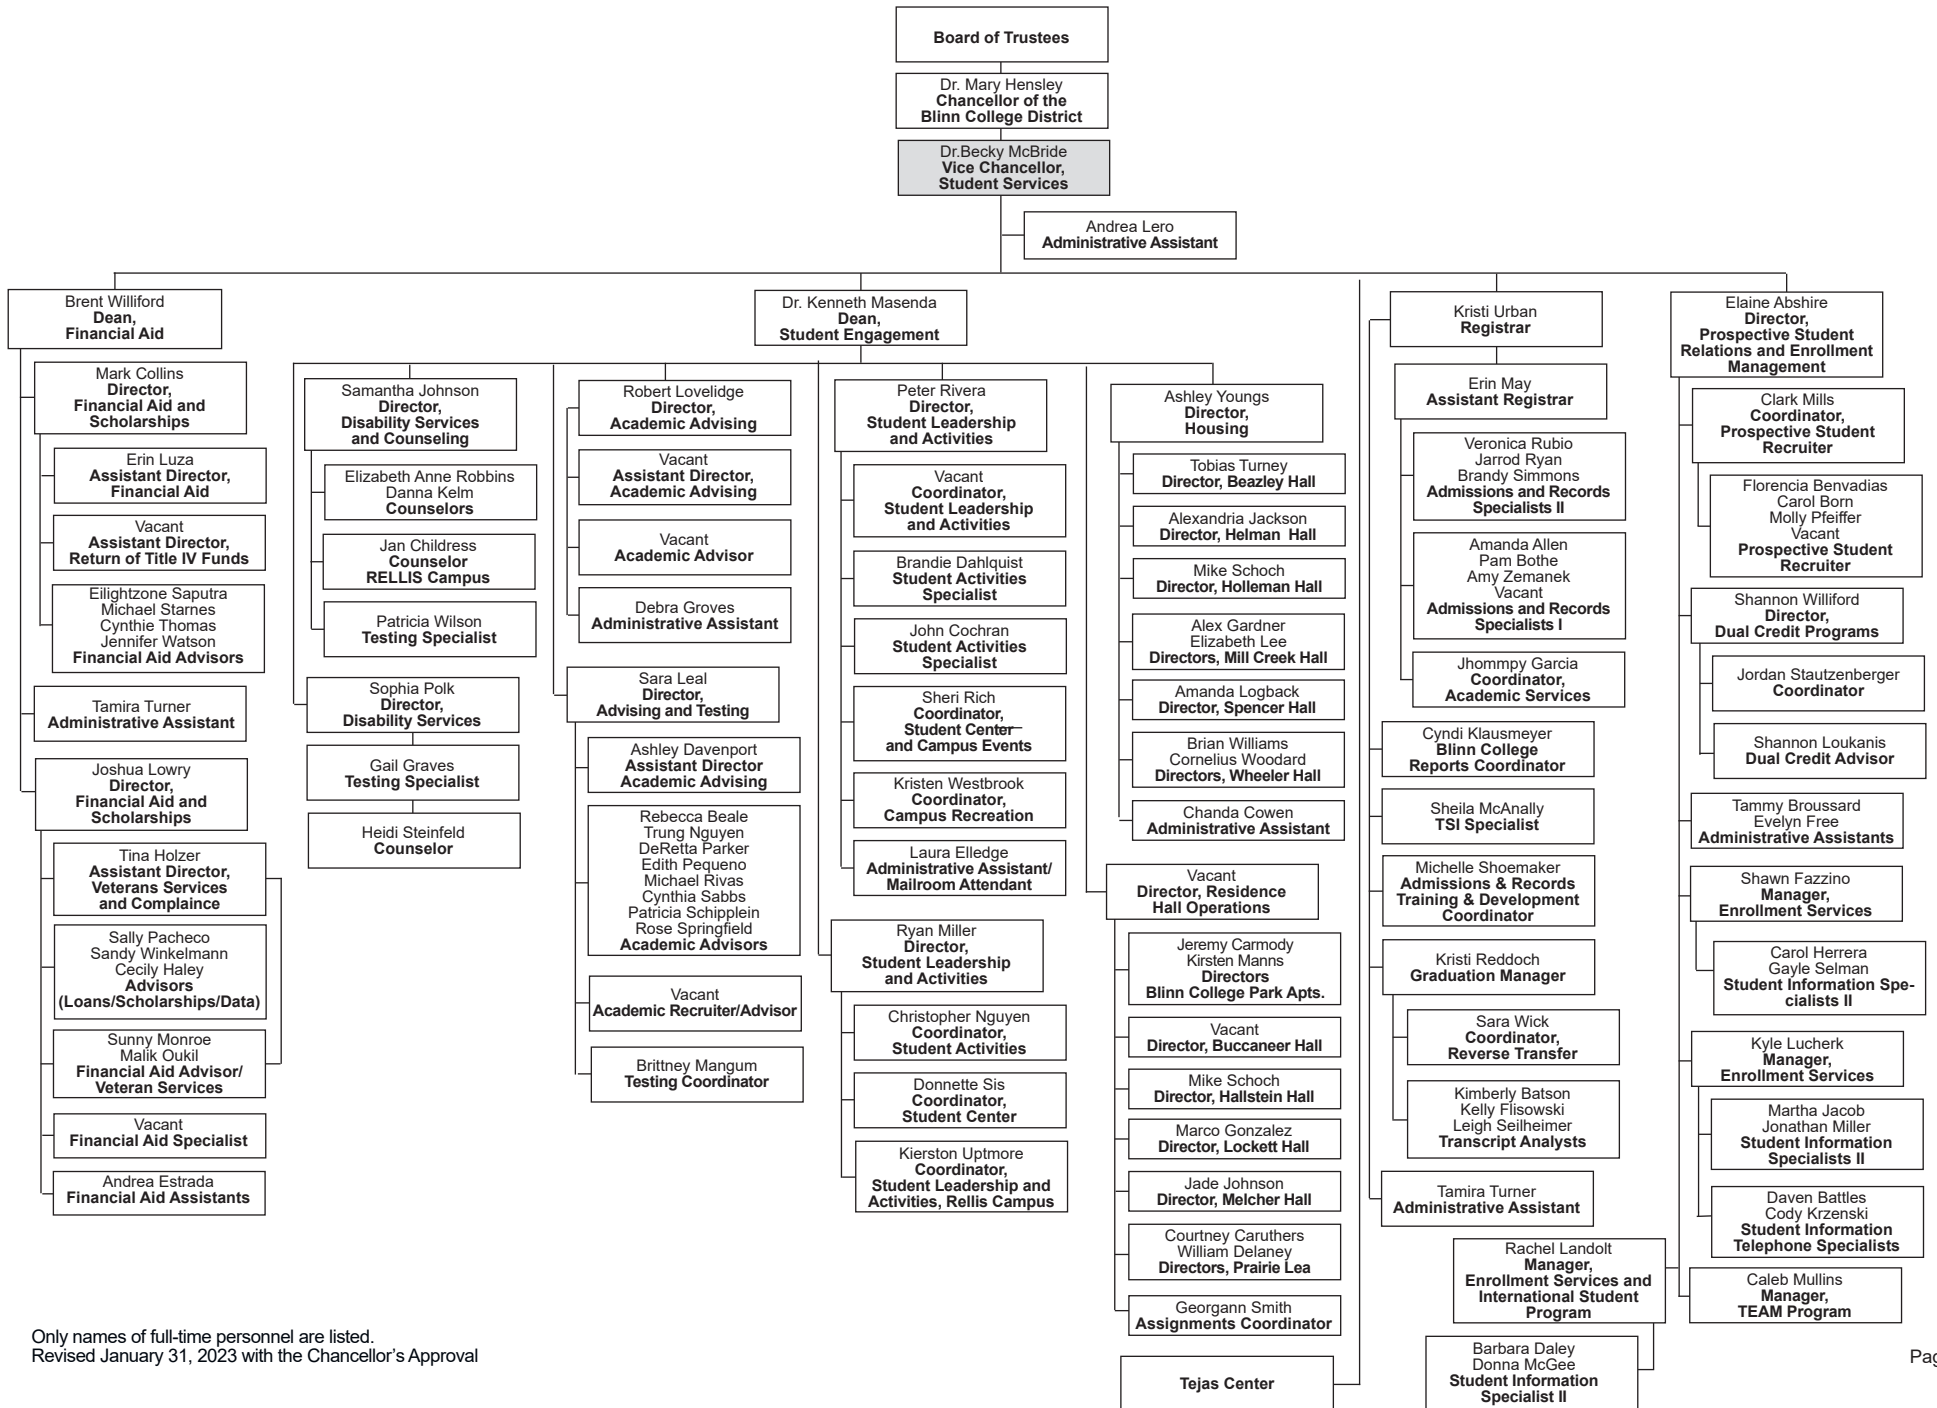 Board of Trustees
Dr. Mary Hensley
Chancellor of the
Blinn College District
Dr.Becky McBride
Vice Chancellor,
Student Services
Andrea Lero
Administrative Assistant
Brent Williford
Dean,
Financial Aid
Mark Collins
Director,
Financial Aid and
Scholarships
Erin Luza
Assistant Director,
Financial Aid
Vacant
Assistant Director,
Return of Title IV Funds
Eilightzone Saputra
Michael Starnes
Cynthie Thomas
Jennifer Watson
Financial Aid Advisors
Tamira Turner
Administrative Assistant
Joshua Lowry
Director,
Financial Aid and
Scholarships
Tina Holzer
Assistant Director,
Veterans Services
and Complaince
Sally Pacheco
Sandy Winkelmann
Cecily Haley
Advisors
(Loans/Scholarships/Data)
Sunny Monroe
Malik Oukil
Financial Aid Advisor/
Veteran Services
Vacant
Financial Aid Specialist
Andrea Estrada
Financial Aid Assistants
Dr. Kenneth Masenda
Dean,
Student Engagement
Samantha Johnson
Director,
Disability Services
and Counseling
Elizabeth Anne Robbins
Danna Kelm
Counselors
Jan Childress
Counselor
RELLIS Campus
Patricia Wilson
Testing Specialist
Sophia Polk
Director,
Disability Services
Gail Graves
Testing Specialist
Heidi Steinfeld
Counselor
Robert Lovelidge
Director,
Academic Advising
Vacant
Assistant Director,
Academic Advising
Vacant
Academic Advisor
Debra Groves
Administrative Assistant
Sara Leal
Director,
Advising and Testing
Ashley Davenport
Assistant Director
Academic Advising
Rebecca Beale
Trung Nguyen
DeRetta Parker
Edith Pequeno
Michael Rivas
Cynthia Sabbs
Patricia Schipplein
Rose Springfield
Academic Advisors
Vacant
Academic Recruiter/Advisor
Brittney Mangum
Testing Coordinator
Peter Rivera
Director,
Student Leadership
and Activities
Vacant
Coordinator,
Student Leadership
and Activities
Brandie Dahlquist
Student Activities
Specialist
John Cochran
Student Activities
Specialist
Sheri Rich
Coordinator,
Student Center
and Campus Events
Kristen Westbrook
Coordinator,
Campus Recreation
Laura Elledge
Administrative Assistant/
Mailroom Attendant
Ryan Miller
Director,
Student Leadership
and Activities
Christopher Nguyen
Coordinator,
Student Activities
Donnette Sis
Coordinator,
Student Center
Kierston Uptmore
Coordinator,
Student Leadership and
Activities, Rellis Campus
Ashley Youngs
Director,
Housing
Tobias Turney
Director, Beazley Hall
Alexandria Jackson
Director, Helman Hall
Mike Schoch
Director, Holleman Hall
Alex Gardner
Elizabeth Lee
Directors, Mill Creek Hall
Amanda Logback
Director, Spencer Hall
Brian Williams
Cornelius Woodard
Directors, Wheeler Hall
Chanda Cowen
Administrative Assistant
Vacant
Director, Residence
Hall Operations
Jeremy Carmody
Kirsten Manns
Directors
Blinn College Park Apts.
Vacant
Director, Buccaneer Hall
Mike Schoch
Director, Hallstein Hall
Marco Gonzalez
Director, Lockett Hall
Jade Johnson
Director, Melcher Hall
Courtney Caruthers
William Delaney
Directors, Prairie Lea
Georgann Smith
Assignments Coordinator
Tejas Center
Kristi Urban
Registrar
Erin May
Assistant Registrar
Veronica Rubio
Jarrod Ryan
Brandy Simmons
Admissions and Records
Specialists II
Amanda Allen
Pam Bothe
Amy Zemanek
Vacant
Admissions and Records
Specialists I
Jhommpy Garcia
Coordinator,
Academic Services
Cyndi Klausmeyer
Blinn College
Reports Coordinator
Sheila McAnally
TSI Specialist
Michelle Shoemaker
Admissions & Records
Training & Development
Coordinator
Kristi Reddoch
Graduation Manager
Sara Wick
Coordinator,
Reverse Transfer
Kimberly Batson
Kelly Flisowski
Leigh Seilheimer
Transcript Analysts
Tamira Turner
Administrative Assistant
Elaine Abshire
Director,
Prospective Student
Relations and Enrollment
Management
Clark Mills
Coordinator,
Prospective Student
Recruiter
Florencia Benvadias
Carol Born
Molly Pfeiffer
Vacant
Prospective Student
Recruiter
Shannon Williford
Director,
Dual Credit Programs
Jordan Stautzenberger
Coordinator
Shannon Loukanis
Dual Credit Advisor
Tammy Broussard
Evelyn Free
Administrative Assistants
Shawn Fazzino
Manager,
Enrollment Services
Carol Herrera
Gayle Selman
Student Information Spe-
cialists II
Kyle Lucherk
Manager,
Enrollment Services
Martha Jacob
Jonathan Miller
Student Information
Specialists II
Daven Battles
Cody Krzenski
Student Information
Telephone Specialists
Rachel Landolt
Manager,
Enrollment Services and
International Student
Program
Barbara Daley
Donna McGee
Student Information
Specialist II
Caleb Mullins
Manager,
TEAM Program
Only names of full-time personnel are listed.
Revised January 31, 2023 with the Chancellor's Approval
Pag